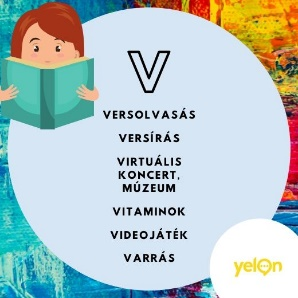 V
VERSOLVASÁS
VERSÍRÁS
VIRTUÁLIS
KONCERT,
MÚZEUM
VITAMINOK
VIDEOJÁTÉK
VARRÁS
yelon